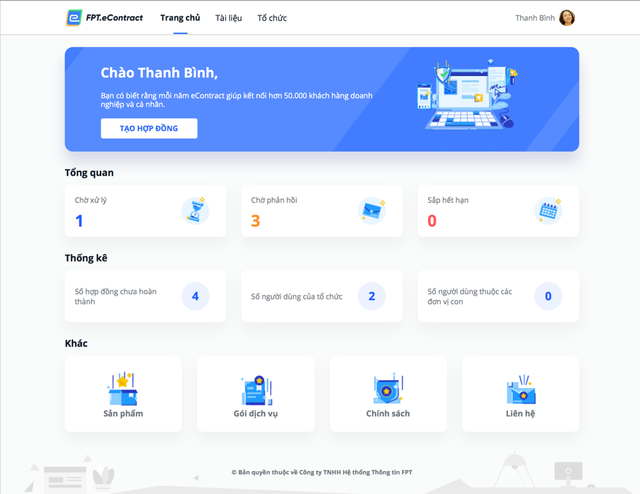 FPT.eContract Trang chủ Tài liệu Tổ chức Thanh Bình
Chào Thanh Bình,
Bạn có biết rằng mỗi năm eContract giúp kết nối hơn 50.000 khách hàng doanh
nghiệp và cá nhân.
TẠO HỢP ĐỒNG
Tổng quan
Chờ xử lý
1
Chờ phản hồi
3
Sắp hết hạn
0
Thống kê
Số hợp đồng chưa hoàn
thành
4
Số người dùng của tổ chức
2
Số người dùng thuộc các
đơn vị con
0
Khác
Sản phẩm
Gói dịch vụ
Chính sách
Liên hệ
© Bản quyền thuộc về Công ty TNHH Hệ thống Thông tin FPT